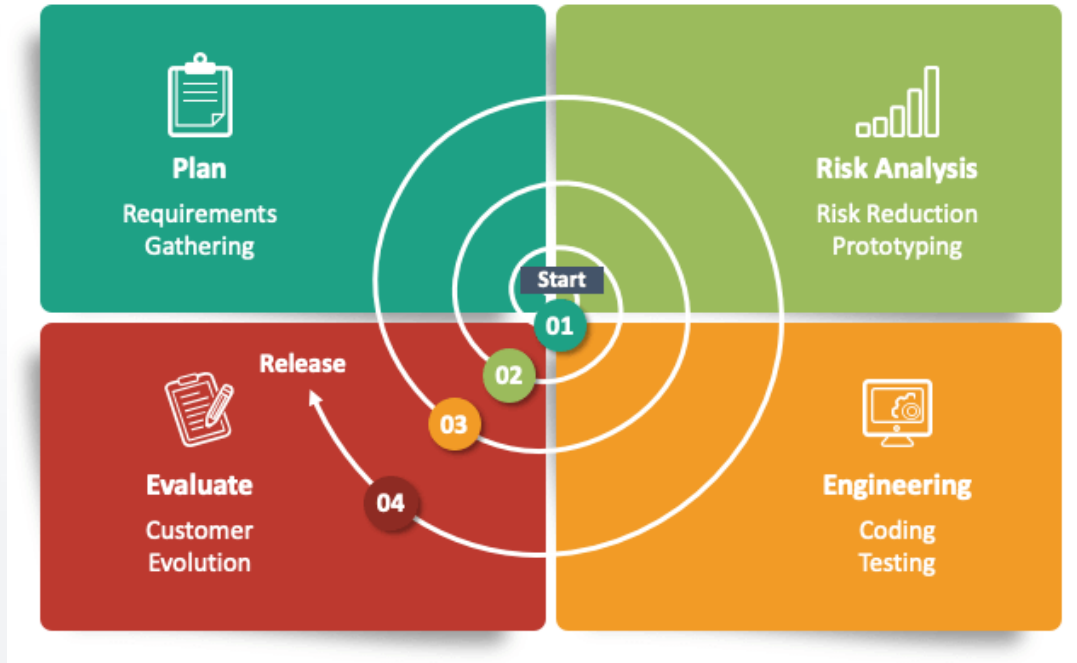 Plan
Requirements
Gathering
Risk Analysis
Risk Reduction
Prototyping
Start
01
02
03
04
Release
Evaluate
Customer
Evolution
Engineering
Coding
Testing